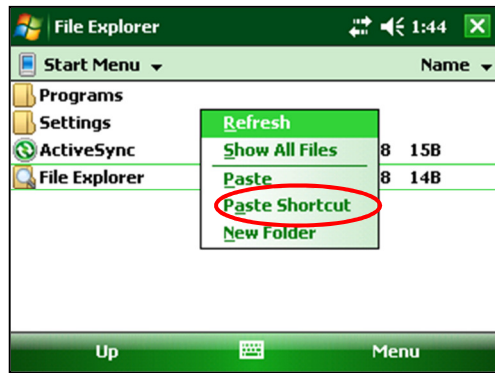 File Explorer 1:44
Start Menu Name
Programs
Settings
ActiveSync 8 15B
File Explorer 8 14B
Refresh
Show All Files
Paste
Paste Shortcut
New Folder
Up Menu